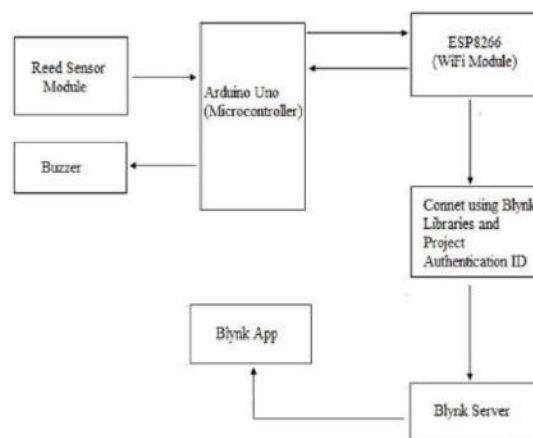 Reed Sensor
Module
Arduino Uno
(Microcontroller)
ESP8266
(WiFi Module)
Buzzer
Connet using Blynk
Libraries and
Project
Authentication ID
Blynk App
Blynk Server